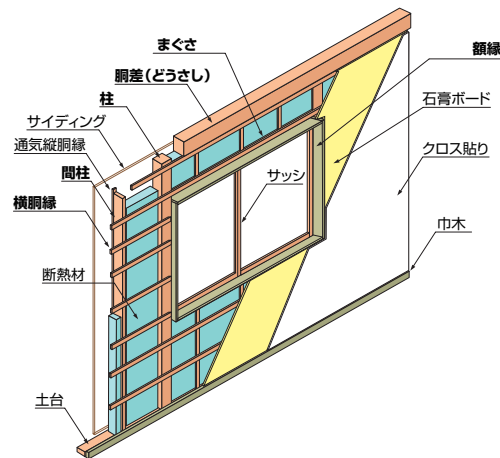 まぐさ
額縁
胴差(どうさし)
柱
石膏ボード
サイディング
通気縦胴縁
クロス貼り
間柱
サッシ
横胴縁
巾木
断熱材
土台